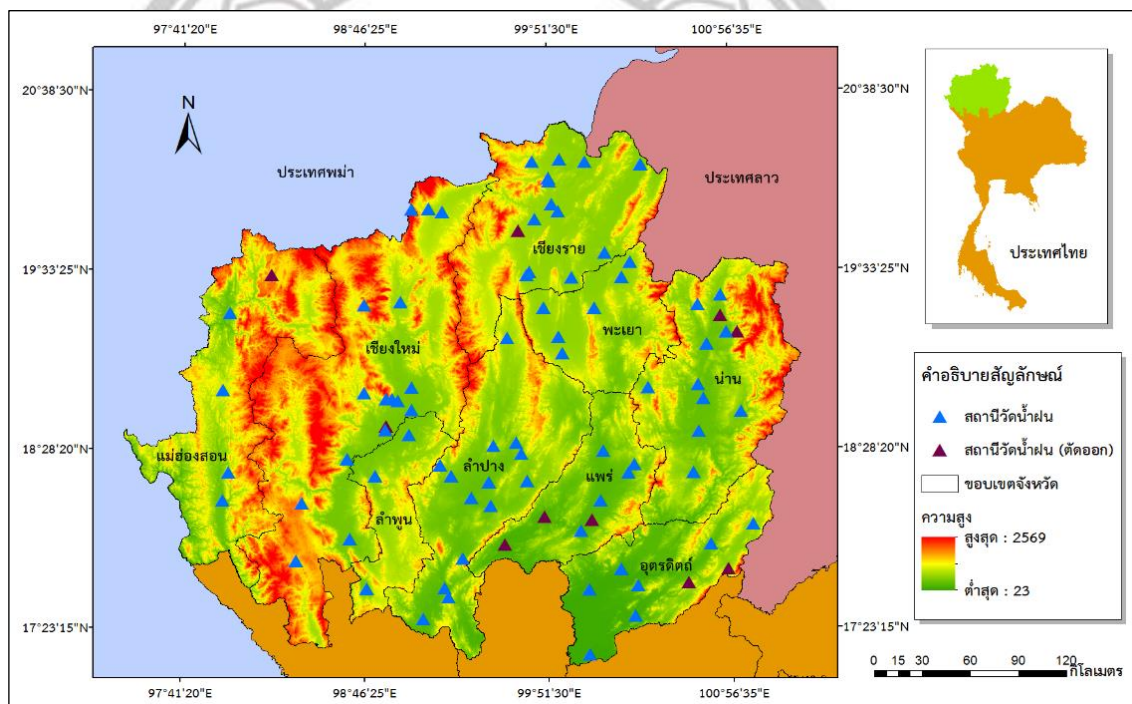 97°41'20"E 98°46'25"E 99°51'30"E 100°56'35"E
20°38'30"N 20°38'30"N
N
ประเทศพม่า
ประเทศลาว
ประเทศไทย
เชียงราย
19°33'25"N 19°33'25"N
พะเยา
เชียงใหม่
น่าน
คำอธิบายสัญลักษณ์
สถานีวัดน้ำฝน
สถานีวัดน้ำฝน (ตัดออก)
ขอบเขตจังหวัด
ความสูง
สูงสุด : 2569
ต่ำสุด : 23
18°28'20"N 18°28'20"N
แม่ฮ่องสอน
ลำปาง
แพร่
ลำพูน
อุตรดิตถ์
17°23'15"N 17°23'15"N
97°41'20"E 98°46'25"E 99°51'30"E 100°56'35"E
0 15 30 60 90 120
กิโลเมตร